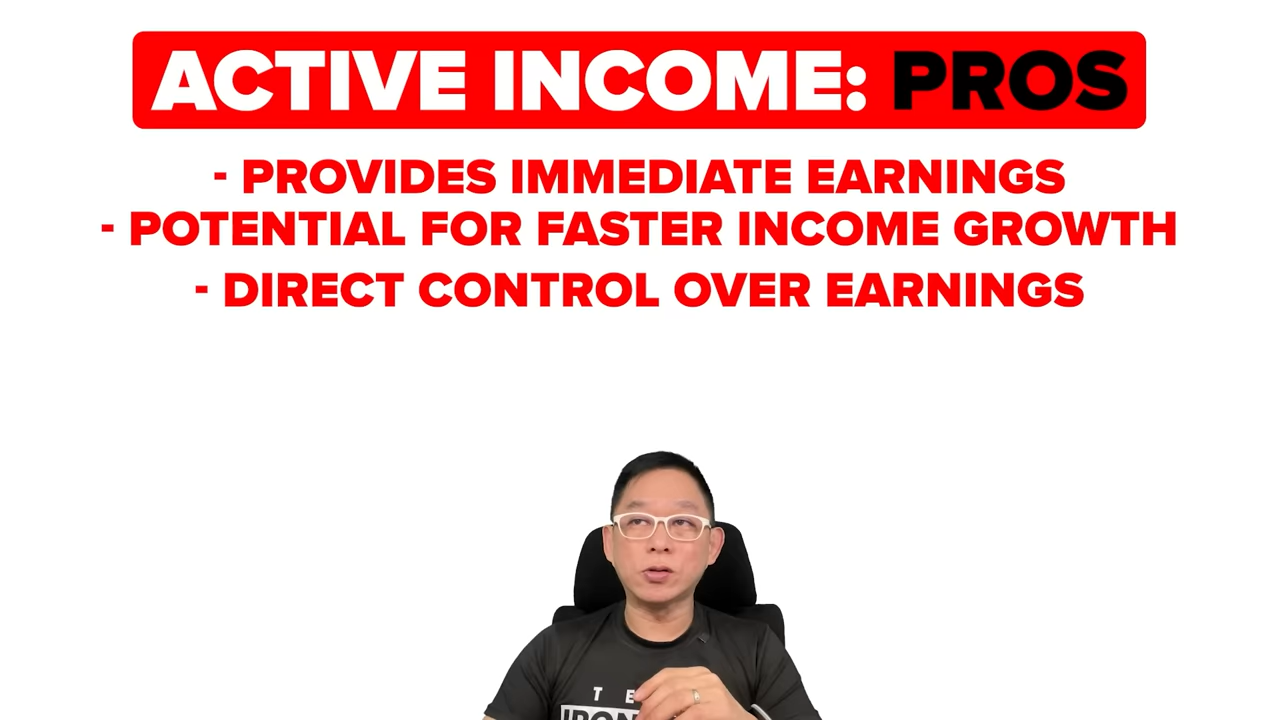 ACTIVE INCOME: PROS
- PROVIDES IMMEDIATE EARNINGS
- POTENTIAL FOR FASTER INCOME GROWTH
- DIRECT CONTROL OVER EARNINGS